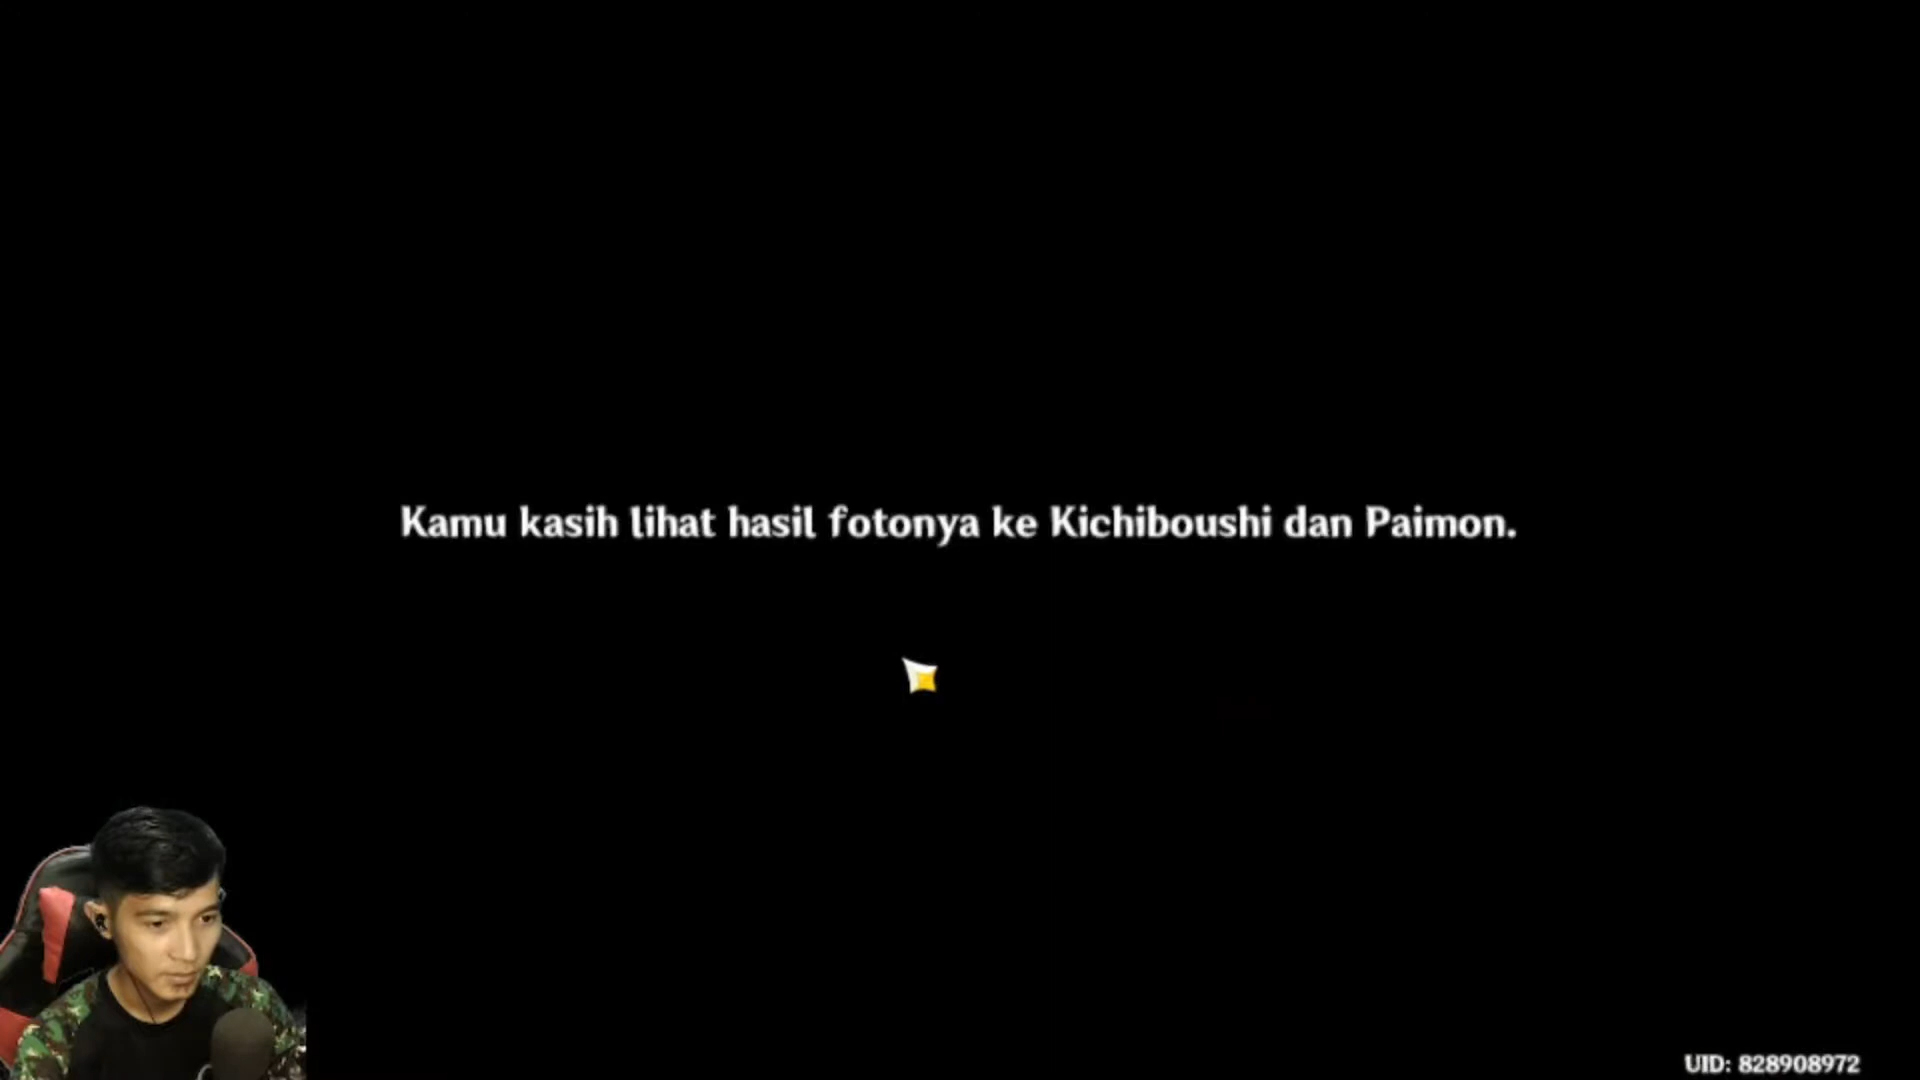 Kamu kasih lihat hasil fotonya ke Kichiboushi dan Paimon.
UID: 828908972